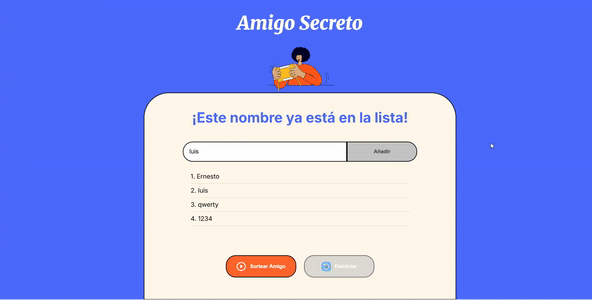 Amigo Secreto
¡Este nombre ya está en la lista!
luis
Añadir
1. Ernesto
2. luis
3. qwerty
4. 1234
Sortear Amigo
Reiniciar